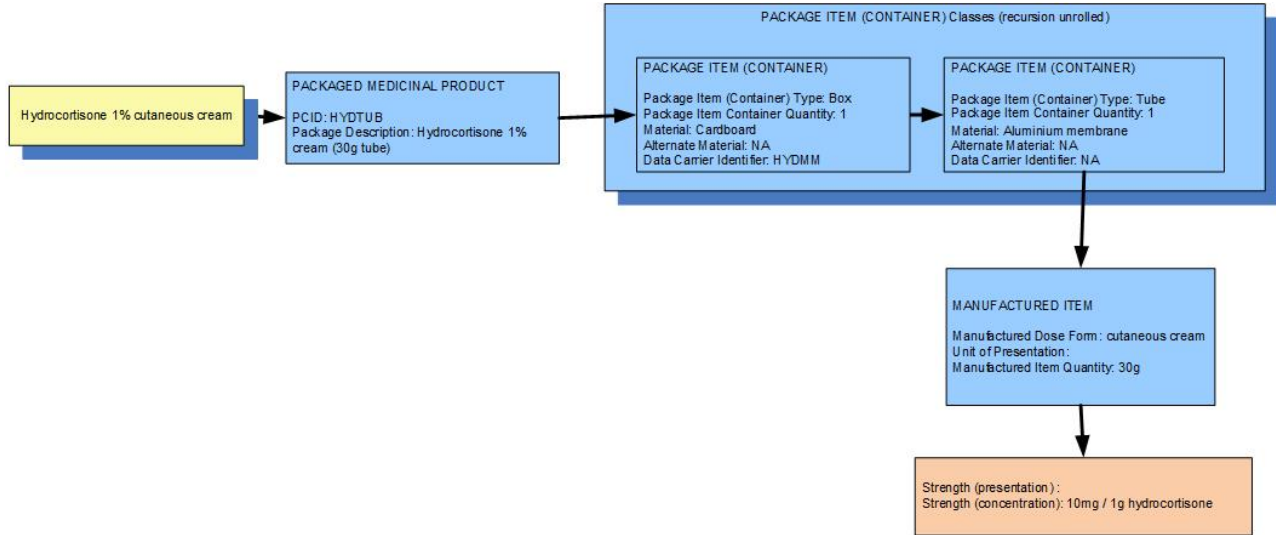 PACKAGE ITEM (CONTAINER) Classes (recursion unrolled)
Hydrocortisone 1% cutaneous cream
PACKAGED MEDICINAL PRODUCT
PCID: HYDTUB
Package Description: Hydrocortisone 1%
cream (30g tube)
PACKAGE ITEM (CONTAINER)
Package Item (Container) Type: Box
Package Item Container Quantity: 1
Material: Cardboard
Alternate Material: NA
Data Carrier Identifier: HYDMM
PACKAGE ITEM (CONTAINER)
Package Item (Container) Type: Tube
Package Item Container Quantity: 1
Material: Aluminium membrane
Alternate Material: NA
Data Carrier Identifier: NA
MANUFACTURED ITEM
Manufactured Dose Form : cutaneous cream
Unit of Presentation:
Manufactured Item Quantity: 30g
Strength (presentation) :
Strength (concentration): 10mg / 1g hydrocortisone